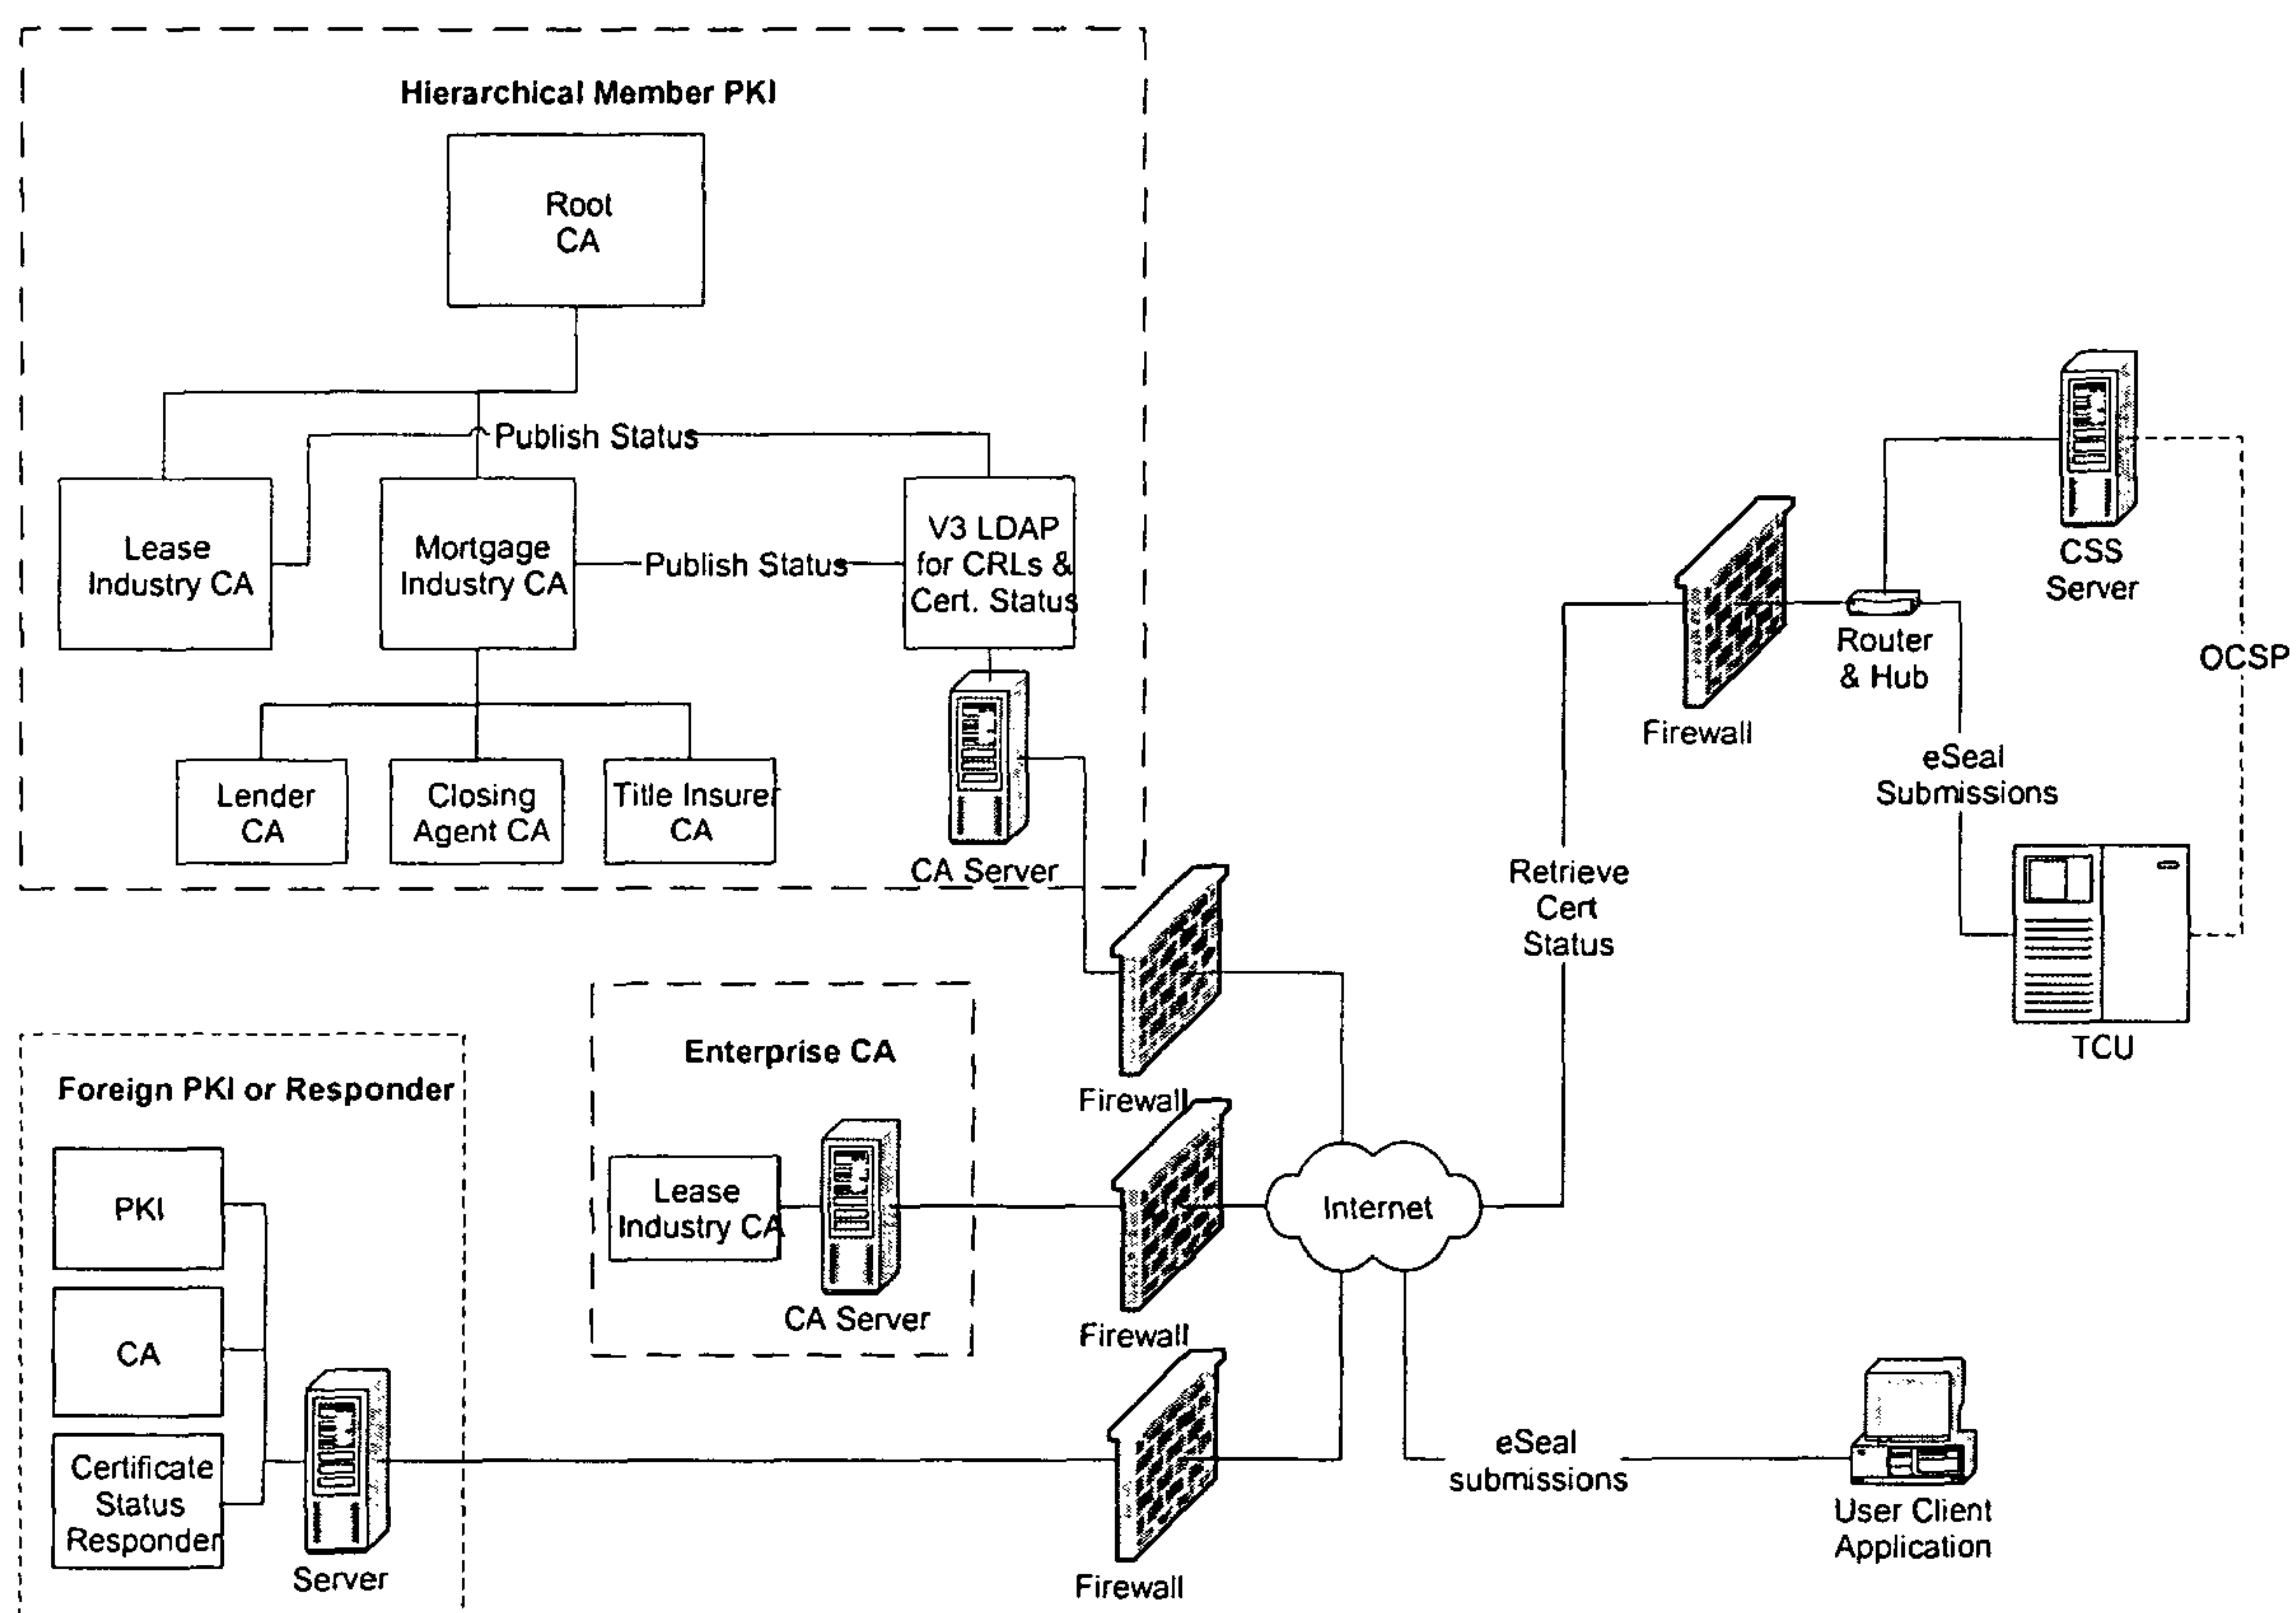 Hierarchical Member PKI
Root
CA
Publish Status
Lease
Industry CA
Mortgage
Industry CA
Publish Status
V3 LDAP
for CRLs &
Cert. Status
Lender
CA
Closing
Agent CA
Title Insurer
CA
CA Server
Firewall
Enterprise CA
Lease
Industry CA
CA Server
Firewall
Foreign PKI or Responder
PKI
CA
Certificate
Status
Responder
Server
Firewall
Internet
Retrieve
Cert
Status
Firewall
Router
& Hub
CSS
Server
OCSP
eSeal
Submissions
TCU
eSeal
submissions
User Client
Application